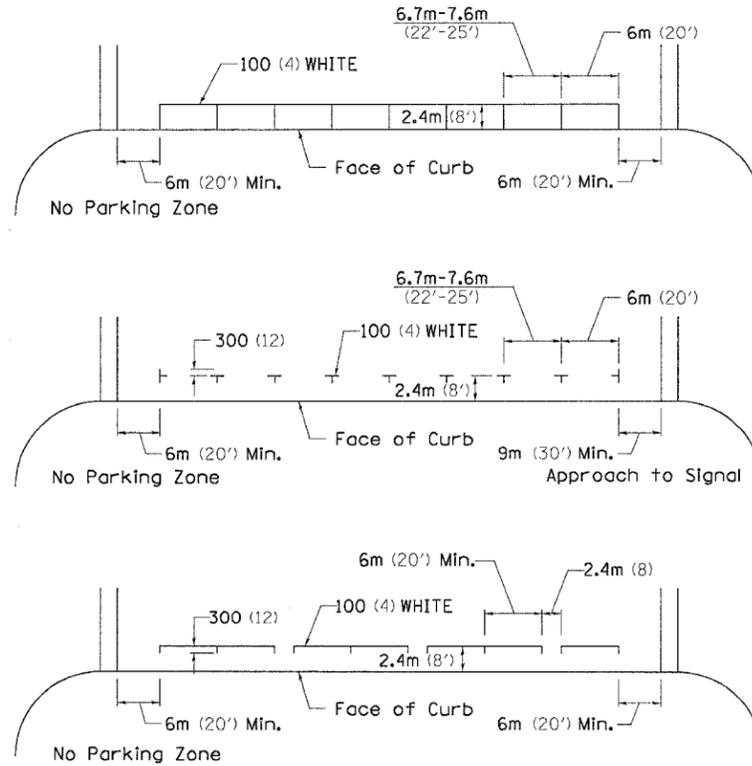 6.7m-7.6m
(22'-25')
6m (20')
100 (4) WHITE
2.4m (8')
Face of Curb
6m (20') Min.
6m (20') Min.
No Parking Zone
6.7m-7.6m
(22'-25')
6m (20')
300 (12)
100 (4) WHITE
2.4m (8')
Face of Curb
6m (20') Min.
9m (30') Min.
No Parking Zone
Approach to Signal
6m (20') Min.
2.4m (8)
300 (12)
100 (4) WHITE
2.4m (8')
Face of Curb
6m (20') Min.
6m (20') Min.
No Parking Zone